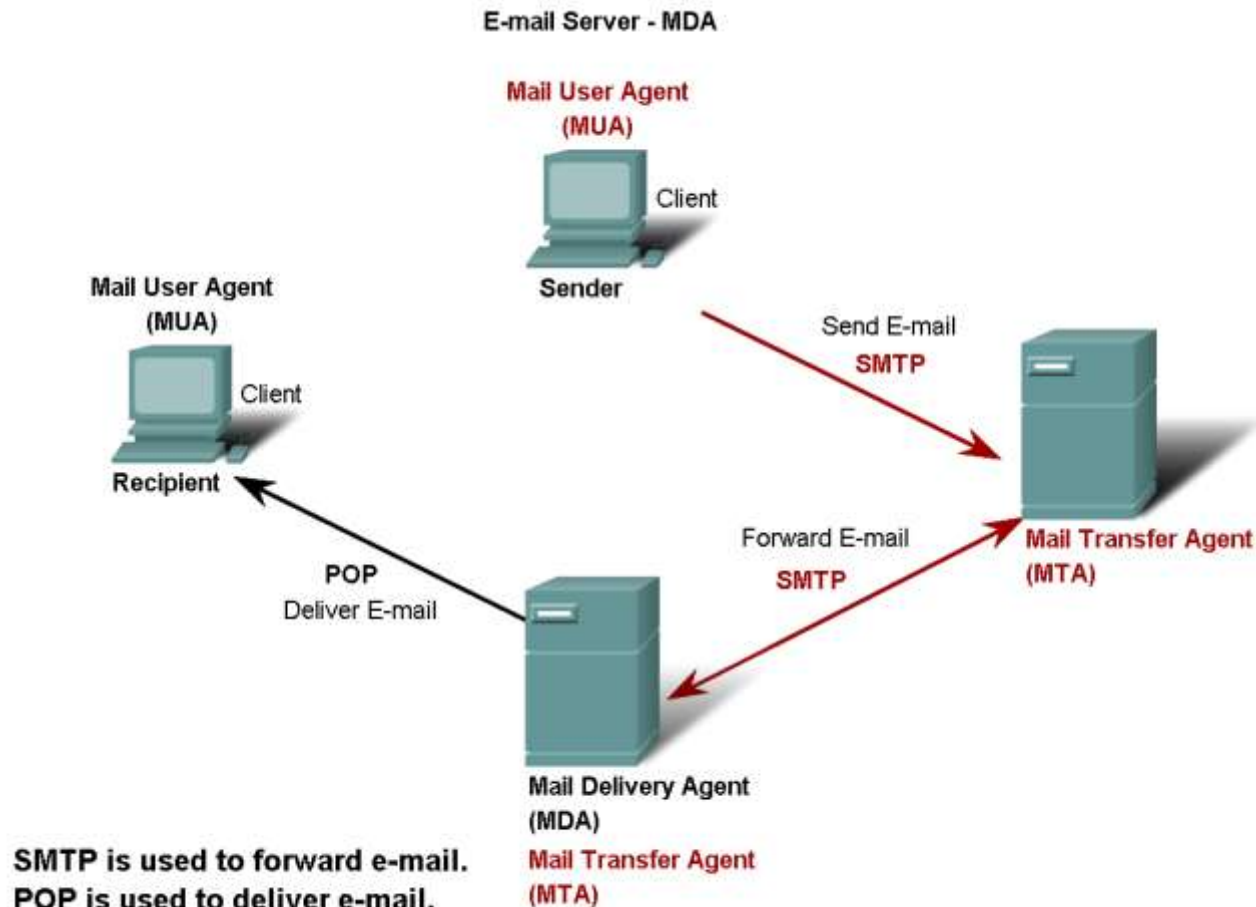 E-mail Server - MDA
Mail User Agent
(MUA)
Client
Sender
Mail User Agent
(MUA)
Client
Recipient
Send E-mail
SMTP
Mail Transfer Agent
(MTA)
Forward E-mail
SMTP
POP
Deliver E-mail
Mail Delivery Agent
(MDA)
Mail Transfer Agent
(MTA)
SMTP is used to forward e-mail.
POP is used to deliver e-mail.